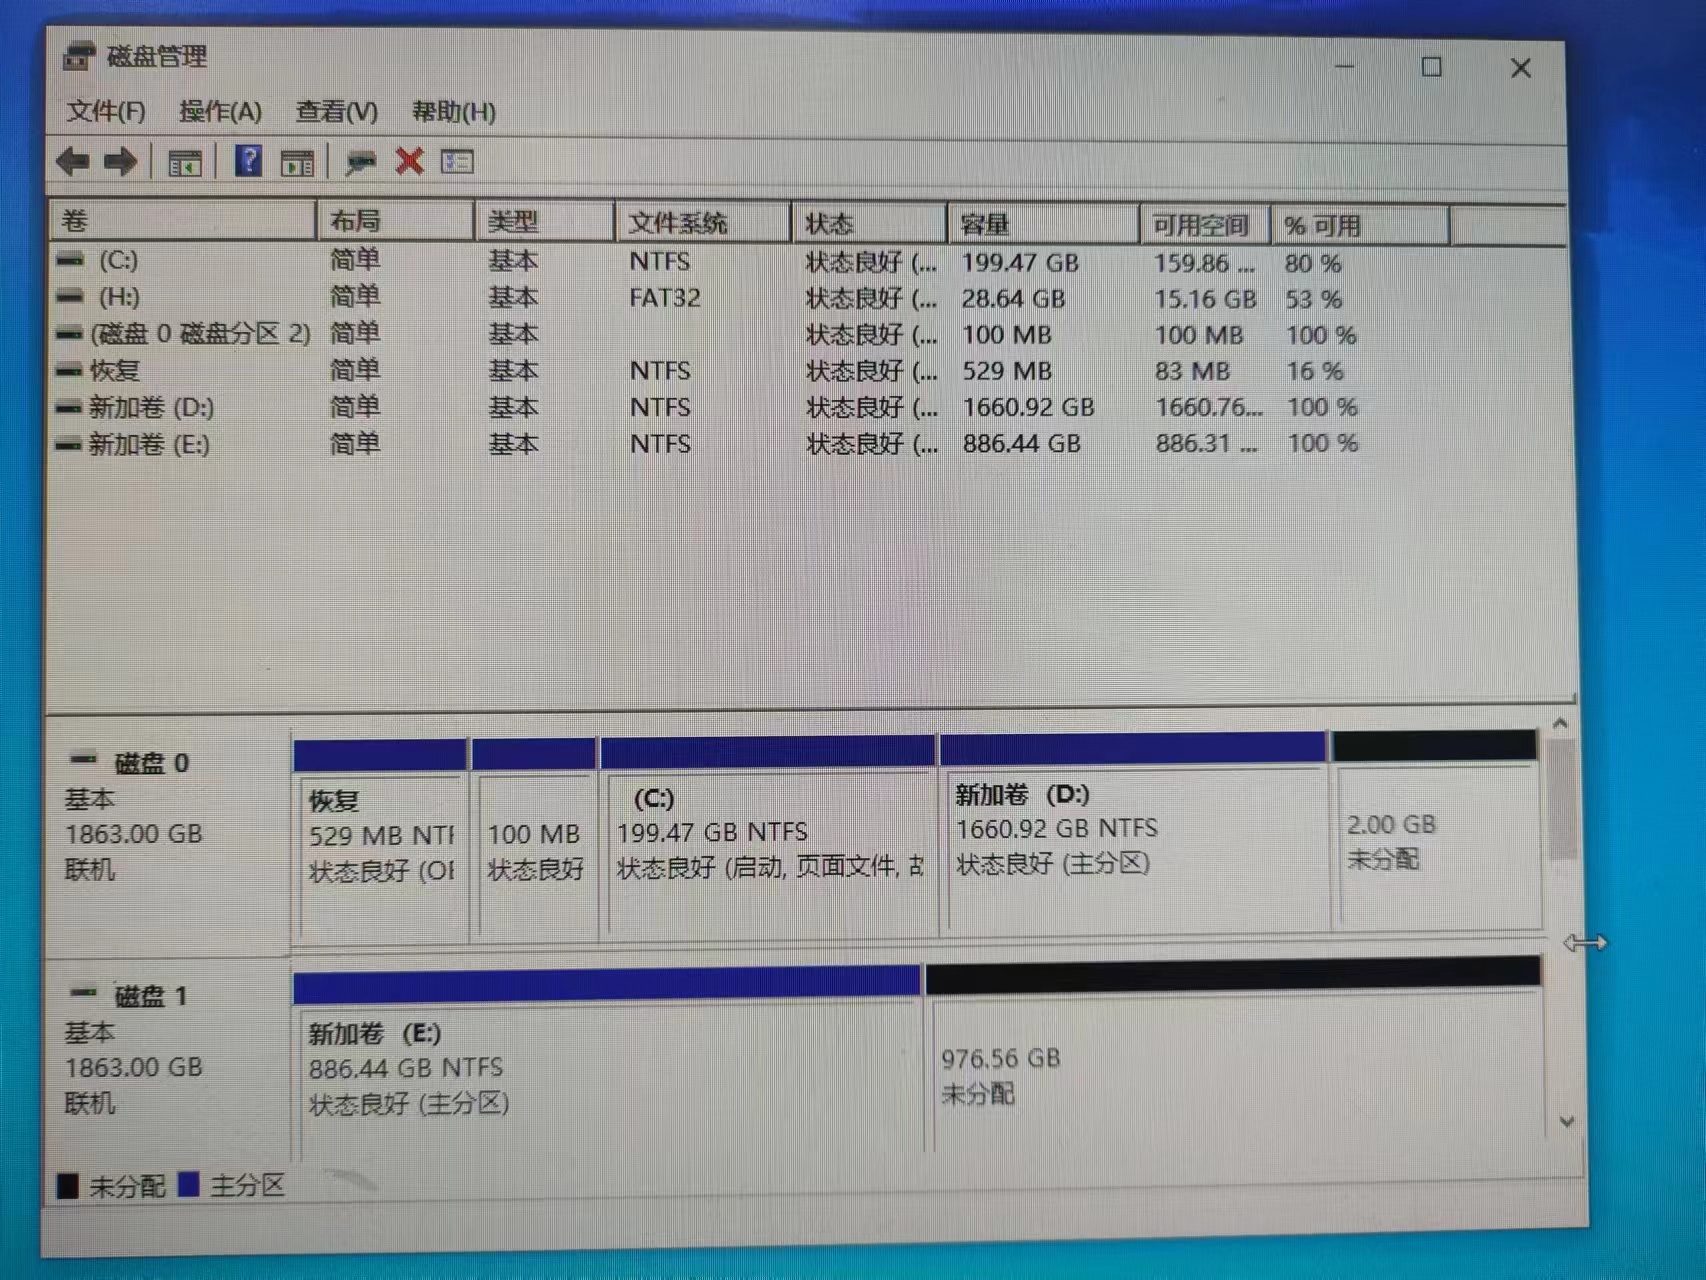 磁盘管理
文件(F) 操作(A) 查看(V) 帮助(H)
卷 布局 类型 文件系统 状态 容量 可用空间 % 可用
(C:) 简单 基本 NTFS 状态良好 (... 199.47 GB 159.86 ... 80 %
(H:) 简单 基本 FAT32 状态良好 (... 28.64 GB 15.16 GB 53 %
(磁盘 0 磁盘分区 2) 简单 基本 状态良好 (... 100 MB 100 MB 100 %
恢复 简单 基本 NTFS 状态良好 (... 529 MB 83 MB 16 %
新加卷 (D:) 简单 基本 NTFS 状态良好 (... 1660.92 GB 1660.76... 100 %
新加卷 (E:) 简单 基本 NTFS 状态良好 (... 886.44 GB 886.31 ... 100 %
磁盘 0
基本
1863.00 GB
联机
恢复
529 MB NTF
状态良好 (OE
100 MB
状态良好
(C:)
199.47 GB NTFS
状态良好 (启动, 页面文件, 故
新加卷 (D:)
1660.92 GB NTFS
状态良好 (主分区)
2.00 GB
未分配
磁盘 1
基本
1863.00 GB
联机
新加卷 (E:)
886.44 GB NTFS
状态良好 (主分区)
976.56 GB
未分配
未分配 主分区